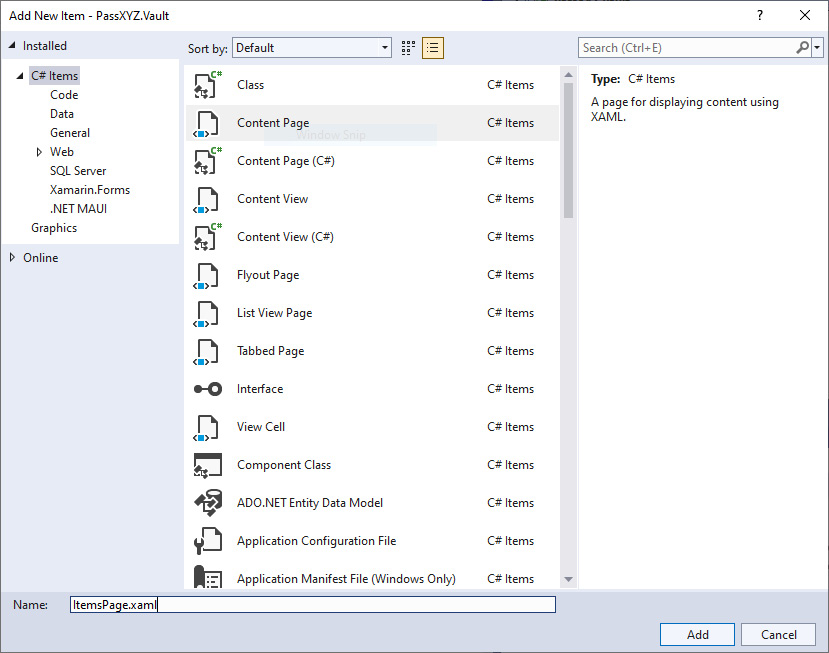 Add New Item - PassXYZ.Vault
?
Installed
Sort by: Default
Search (Ctrl+E)
C# Items
Code
Data
General
Web
SQL Server
Xamarin.Forms
.NET MAUI
Graphics
Online
C#
Class C# Items
Content Page C# Items
Window Snip
C#
Content Page (C#) C# Items
Content View C# Items
C#
Content View (C#) C# Items
Flyout Page C# Items
List View Page C# Items
Tabbed Page C# Items
Interface C# Items
View Cell C# Items
Component Class C# Items
ADO.NET Entity Data Model C# Items
Application Configuration File C# Items
Application Manifest File (Windows Only) C# Items
Type: C# Items
A page for displaying content using
XAML.
Name: ItemsPage.xaml
Add Cancel